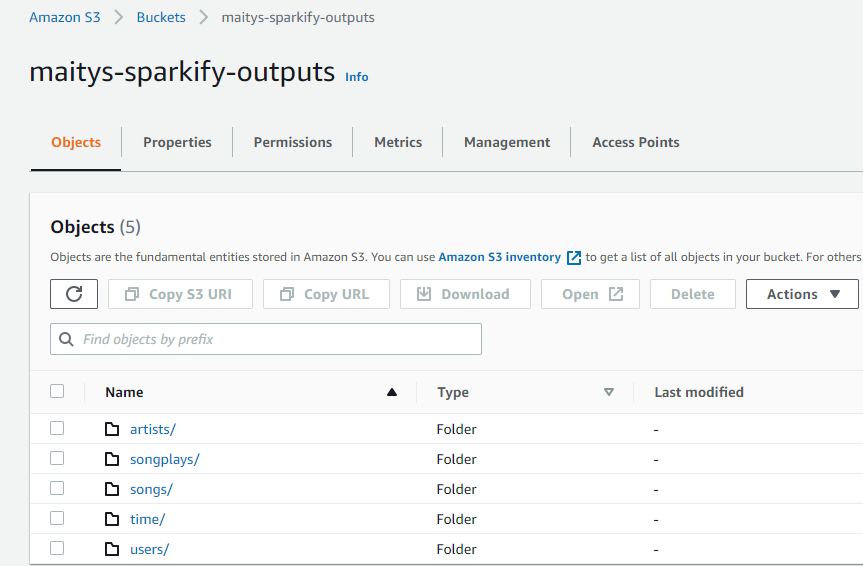 Amazon S3 > Buckets > maitys-sparkify-outputs
maitys-sparkify-outputs Info
Objects Properties Permissions Metrics Management Access Points
Objects (5)
Objects are the fundamental entities stored in Amazon S3. You can use Amazon S3 inventory to get a list of all objects in your bucket. For others
Copy S3 URI Copy URL Download Open Delete Actions
Find objects by prefix
Name Type Last modified
artists/ Folder -
songplays/ Folder -
songs/ Folder -
time/ Folder -
users/ Folder -